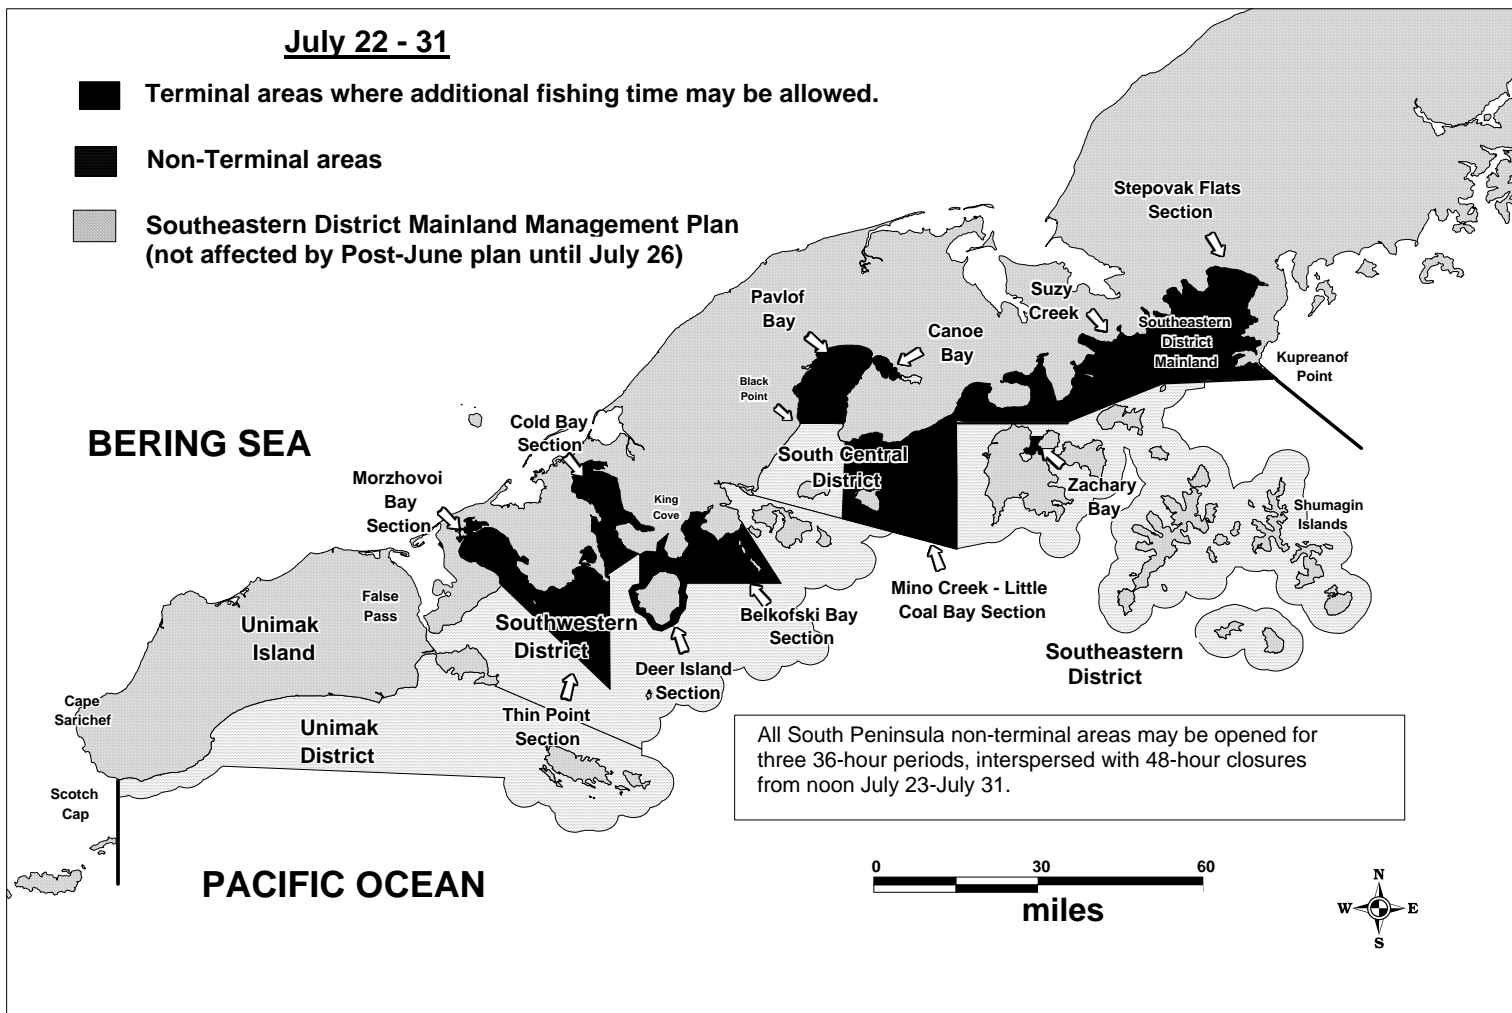 July 22 - 31
Terminal areas where additional fishing time may be allowed.
Non-Terminal areas
Southeastern District Mainland Management Plan
(not affected by Post-June plan until July 26)
Stepovak Flats
Section
Suzy
Creek
Pavlof
Bay
Canoe
Bay
Southeastern
District
Mainland
Kupreanof
Point
Black
Point
Cold Bay
Section
BERING SEA
South Central
District
Morzhovoi
Bay
Section
King
Cove
Zachary
Bay
Shumagin
Islands
False
Pass
Unimak
Island
Southwestern
District
Belkofski Bay
Section
Mino Creek - Little
Coal Bay Section
Southeastern
District
Deer Island
Section
Cape
Sarichef
Thin Point
Section
Unimak
District
All South Peninsula non-terminal areas may be opened for
three 36-hour periods, interspersed with 48-hour closures
from noon July 23-July 31.
Scotch
Cap
PACIFIC OCEAN
0 30 60
miles
N
W E
S